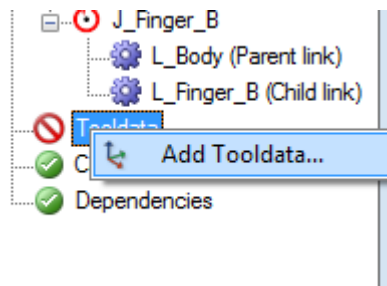 J_Finger_B
L_Body (Parent link)
L_Finger_B (Child link)
Tooldata
Add Tooldata...
C
Dependencies